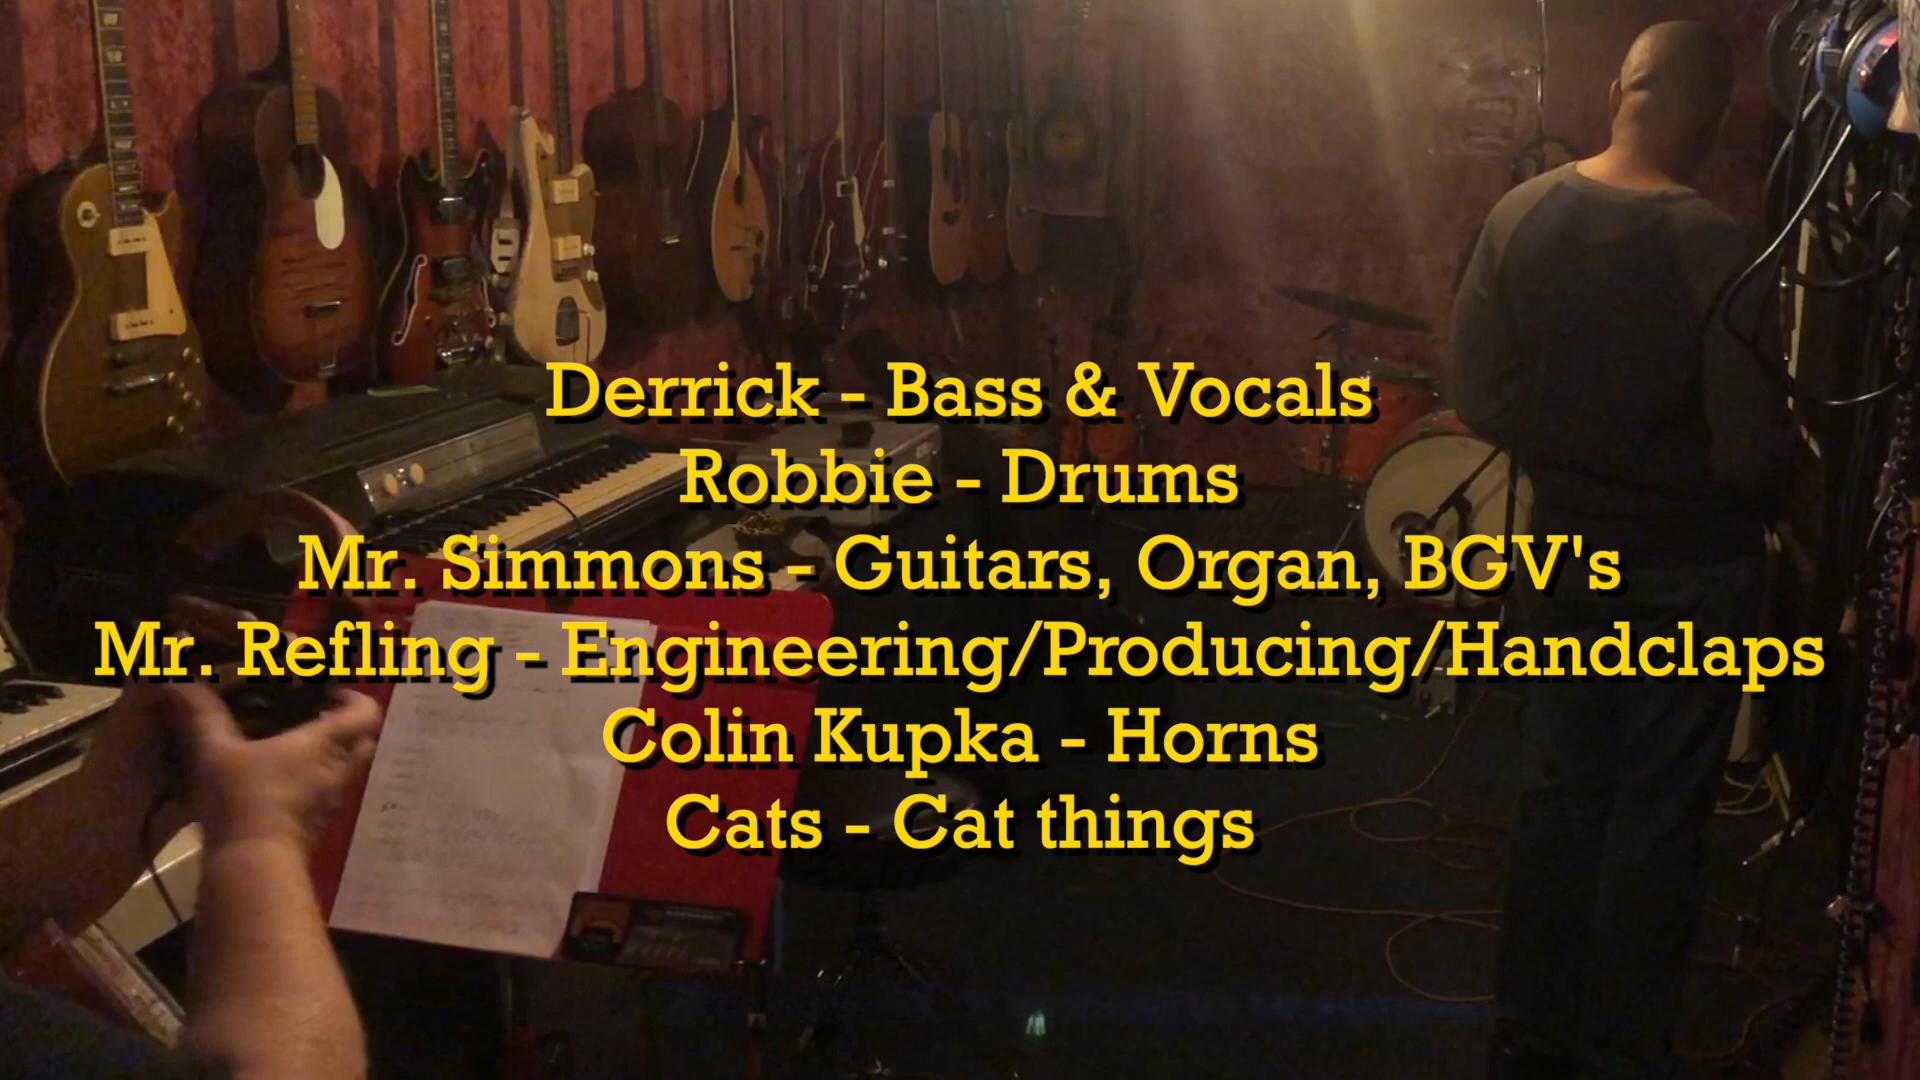 Derrick - Bass & Vocals
Robbie - Drums
Mr. Simmons - Guitars, Organ, BGV's
Mr. Refling - Engineering/Producing/Handclaps
Colin Kupka - Horns
Cats - Cat things